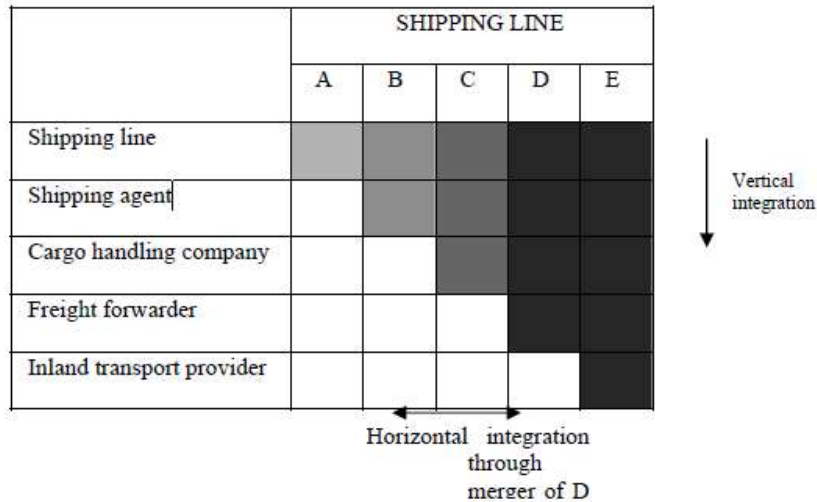 SHIPPING LINE
A B C D E
Shipping line
Shipping agent
Cargo handling company
Freight forwarder
Inland transport provider
Vertical
integration
Horizontal integration
through
merger of D